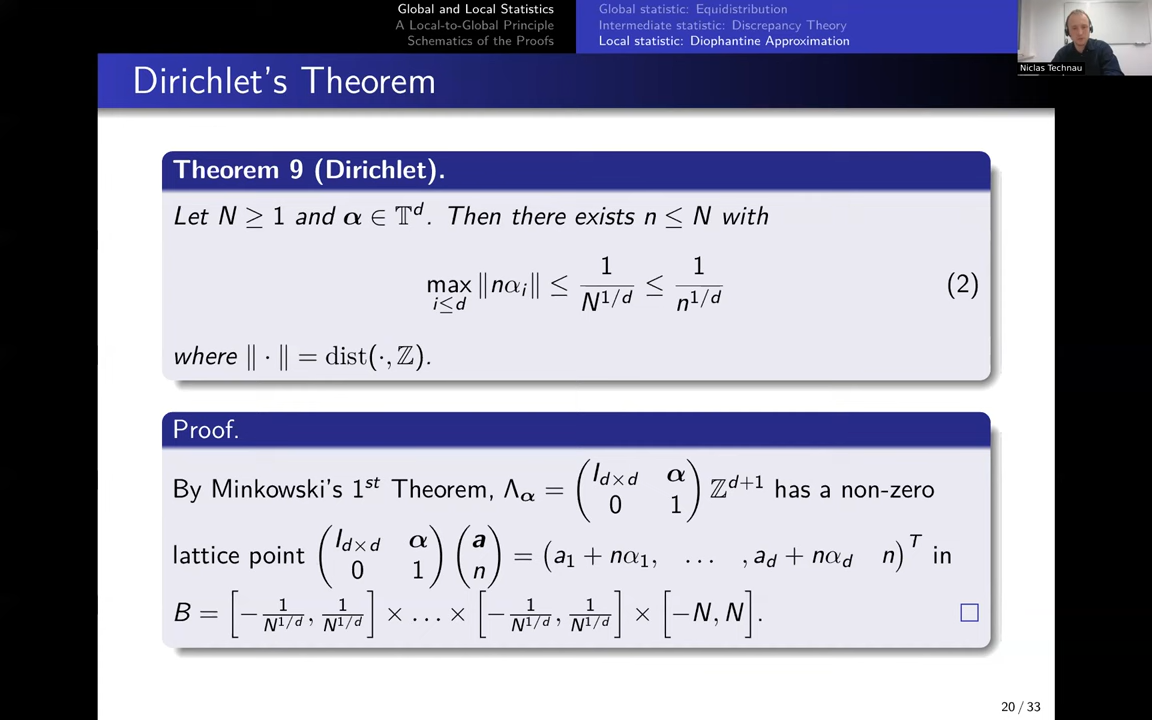 Global and Local Statistics
A Local-to-Global Principle
Schematics of the Proofs
Global statistic: Equidistribution
Intermediate statistic: Discrepancy Theory
Local statistic: Diophantine Approximation
Niclas Technau
Dirichlet's Theorem
Theorem 9 (Dirichlet).
Let N ≥ 1 and α ∈ 𝕋^d. Then there exists n ≤ N with
max_{i≤d} ‖nα_i‖ ≤ 1/N^{1/d} ≤ 1/n^{1/d} (2)
where ‖ · ‖ = dist(·, ℤ).
Proof.
By Minkowski's 1^{st} Theorem, Λ_α = (I_{d×d} α; 0 1) ℤ^{d+1} has a non-zero
lattice point (I_{d×d} α; 0 1) (a; n) = (a_1 + nα_1, ... , a_d + nα_d n)^T in
B = [−1/N^{1/d}, 1/N^{1/d}] × ... × [−1/N^{1/d}, 1/N^{1/d}] × [−N, N]. □
20 / 33